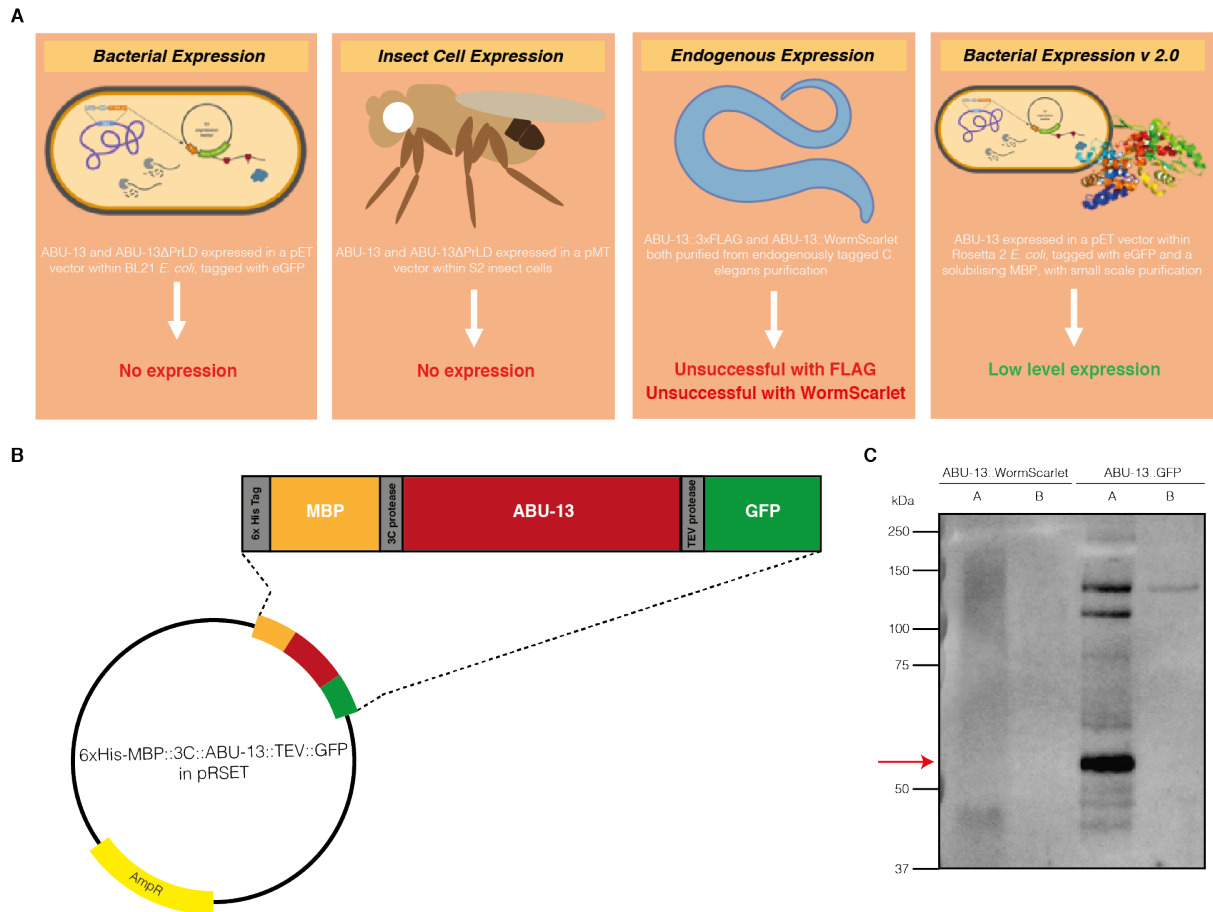 A
Bacterial Expression
ABU-13 and ABU-13ΔPrLD expressed in a pET
vector within BL21 E. coli, tagged with eGFP
No expression
Insect Cell Expression
ABU-13 and ABU-13ΔPrLD expressed in a pMT
vector within S2 insect cells
No expression
Endogenous Expression
ABU-13::3xFLAG and ABU-13::WormScarlet
both purified from endogenously tagged C.
elegans purification
Unsuccessful with FLAG
Unsuccessful with WormScarlet
Bacterial Expression v 2.0
ABU-13 expressed in a pET vector within
Rosetta 2 E. coli, tagged with eGFP and a
solubilising MBP, with small scale purification
Low level expression
B
6x His Tag
MBP
3C protease
ABU-13
TEV protease
GFP
6xHis-MBP::3C::ABU-13::TEV::GFP
in pRSET
AmpR
C
ABU-13::WormScarlet ABU-13::GFP
kDa A B A B
250
150
100
75
50
37